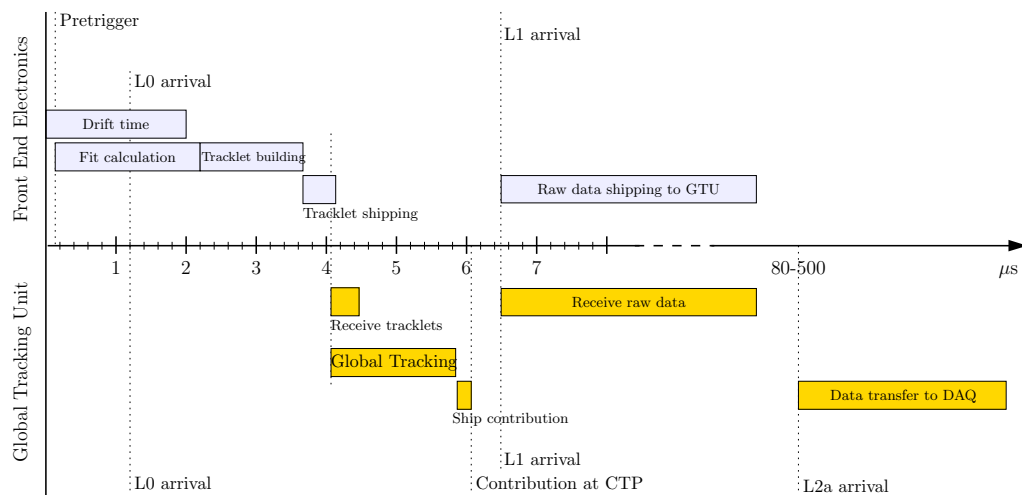 Pretrigger
L1 arrival
L0 arrival
Front End Electronics
Drift time
Fit calculation
Tracklet building
Raw data shipping to GTU
Tracklet shipping
1 2 3 4 5 6 7 80-500 μs
Global Tracking Unit
Receive raw data
Receive tracklets
Global Tracking
Data transfer to DAQ
Ship contribution
L1 arrival
L0 arrival
Contribution at CTP
L2a arrival